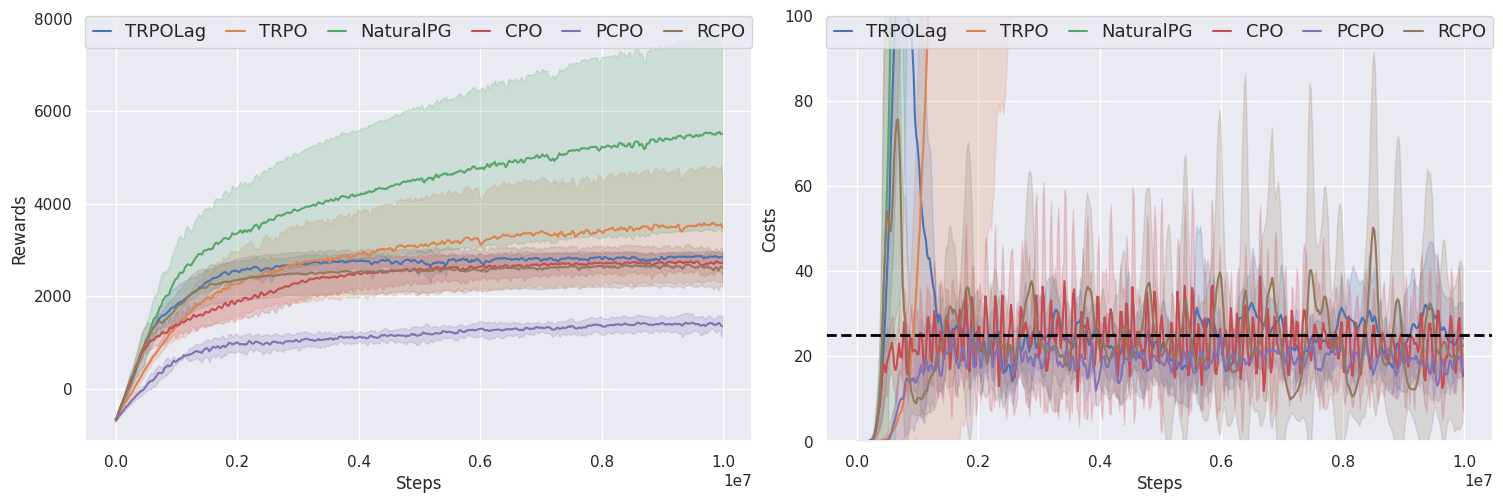 TRPOLag TRPO NaturalPG CPO PCPO RCPO
8000
6000
4000
2000
0
Rewards
0.0 0.2 0.4 0.6 0.8 1.0
1e7
Steps
TRPOLag TRPO NaturalPG CPO PCPO RCPO
100
80
60
40
20
0
Costs
0.0 0.2 0.4 0.6 0.8 1.0
1e7
Steps